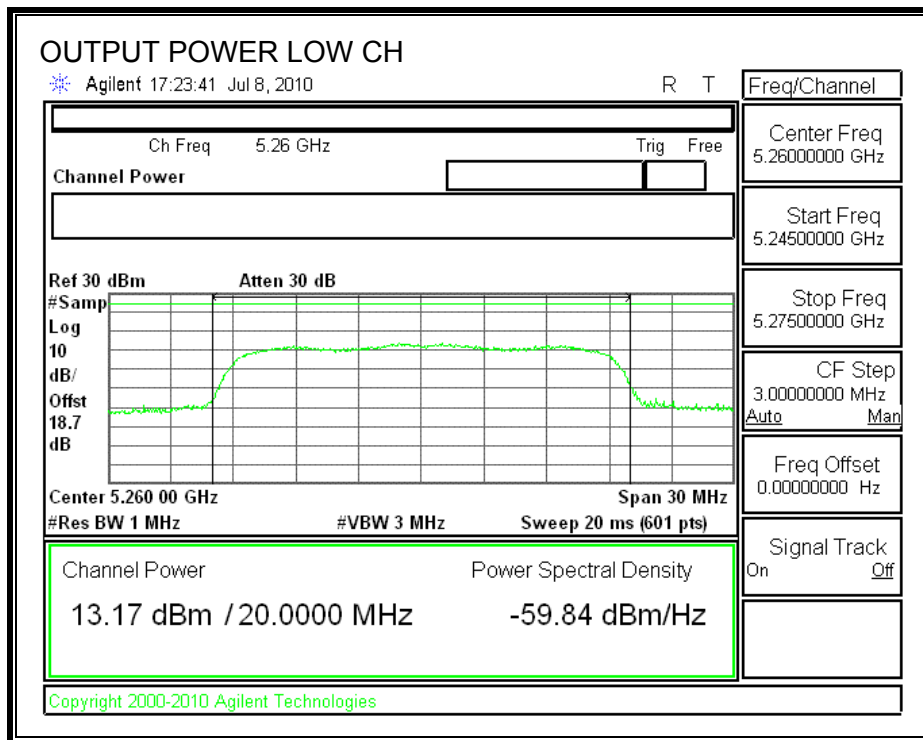 OUTPUT POWER LOW CH
Agilent 17:23:41 Jul 8, 2010 R T
Freq/Channel
Ch Freq 5.26 GHz Trig Free
Channel Power
Center Freq
5.26000000 GHz
Start Freq
5.24500000 GHz
Stop Freq
5.27500000 GHz
CF Step
3.00000000 MHz
Auto Man
Freq Offset
0.00000000 Hz
Signal Track
On Off
Ref 30 dBm Atten 30 dB
#Samp
Log
10
dB/
Offst
18.7
dB
Center 5.260 00 GHz Span 30 MHz
#Res BW 1 MHz #VBW 3 MHz Sweep 20 ms (601 pts)
Channel Power Power Spectral Density
13.17 dBm / 20.0000 MHz -59.84 dBm/Hz
Copyright 2000-2010 Agilent Technologies